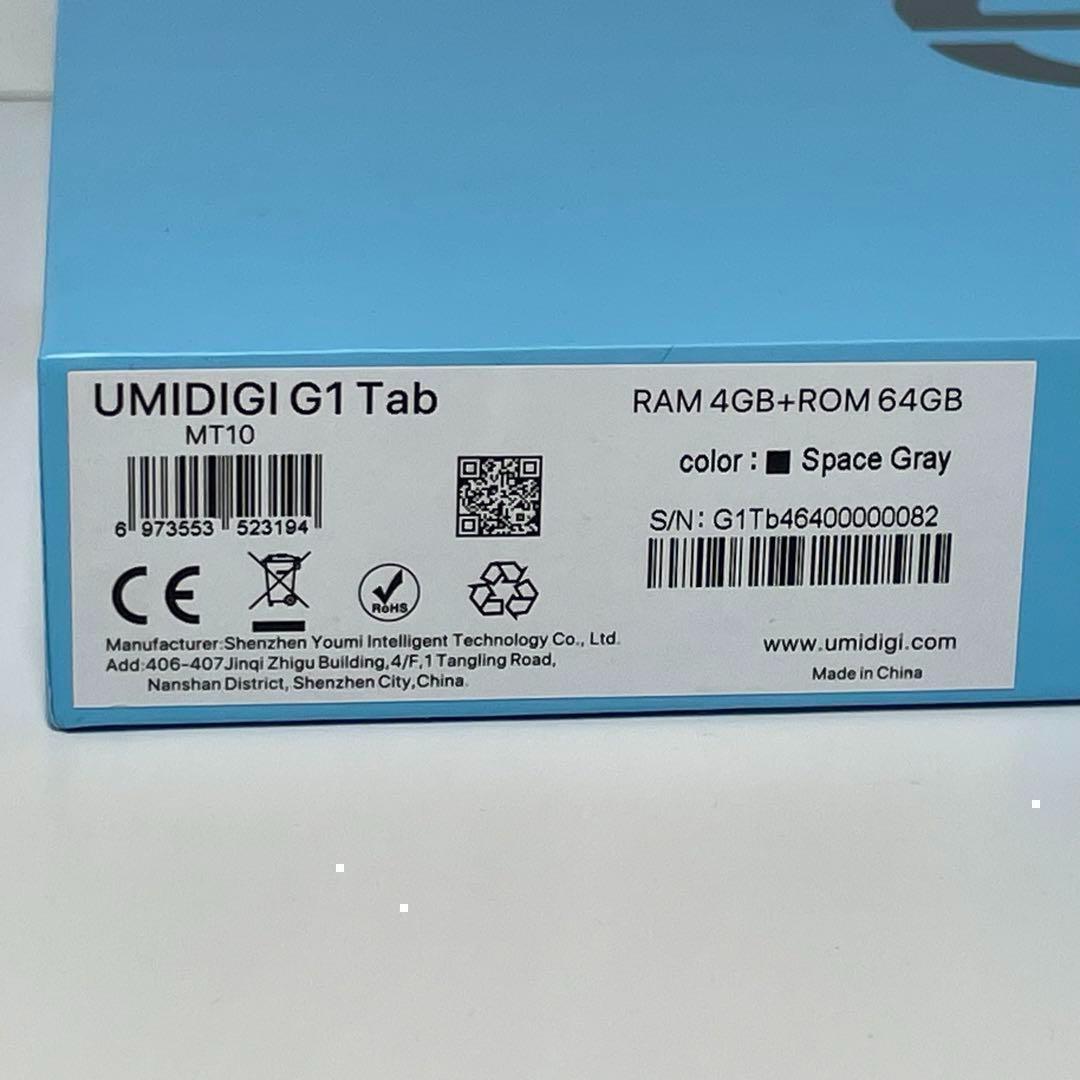 UMIDIGI G1 Tab
MT10
6 973553 523194
RoHS
Manufacturer:Shenzhen Youmi Intelligent Technology Co., Ltd.
Add:406-407Jinqi Zhigu Building,4/F,1 Tangling Road,
Nanshan District, Shenzhen City,China.
RAM 4GB+ROM 64GB
color : Space Gray
S/N: G1Tb46400000082
www.umidigi.com
Made in China